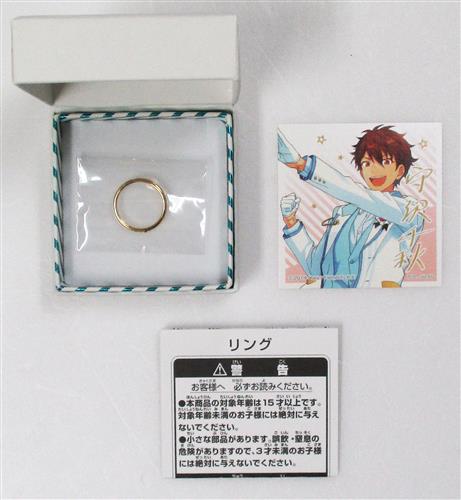 守沢千秋
リング
⚠警告
お客様へ 必ずお読みください。
●本商品の対象年齢は15才以上です。
対象年齢未満のお子様には絶対に与え
ないでください。
●小さな部品があります。誤飲・窒息の
危険がありますので、3才未満のお子様
には絶対に与えないでください。